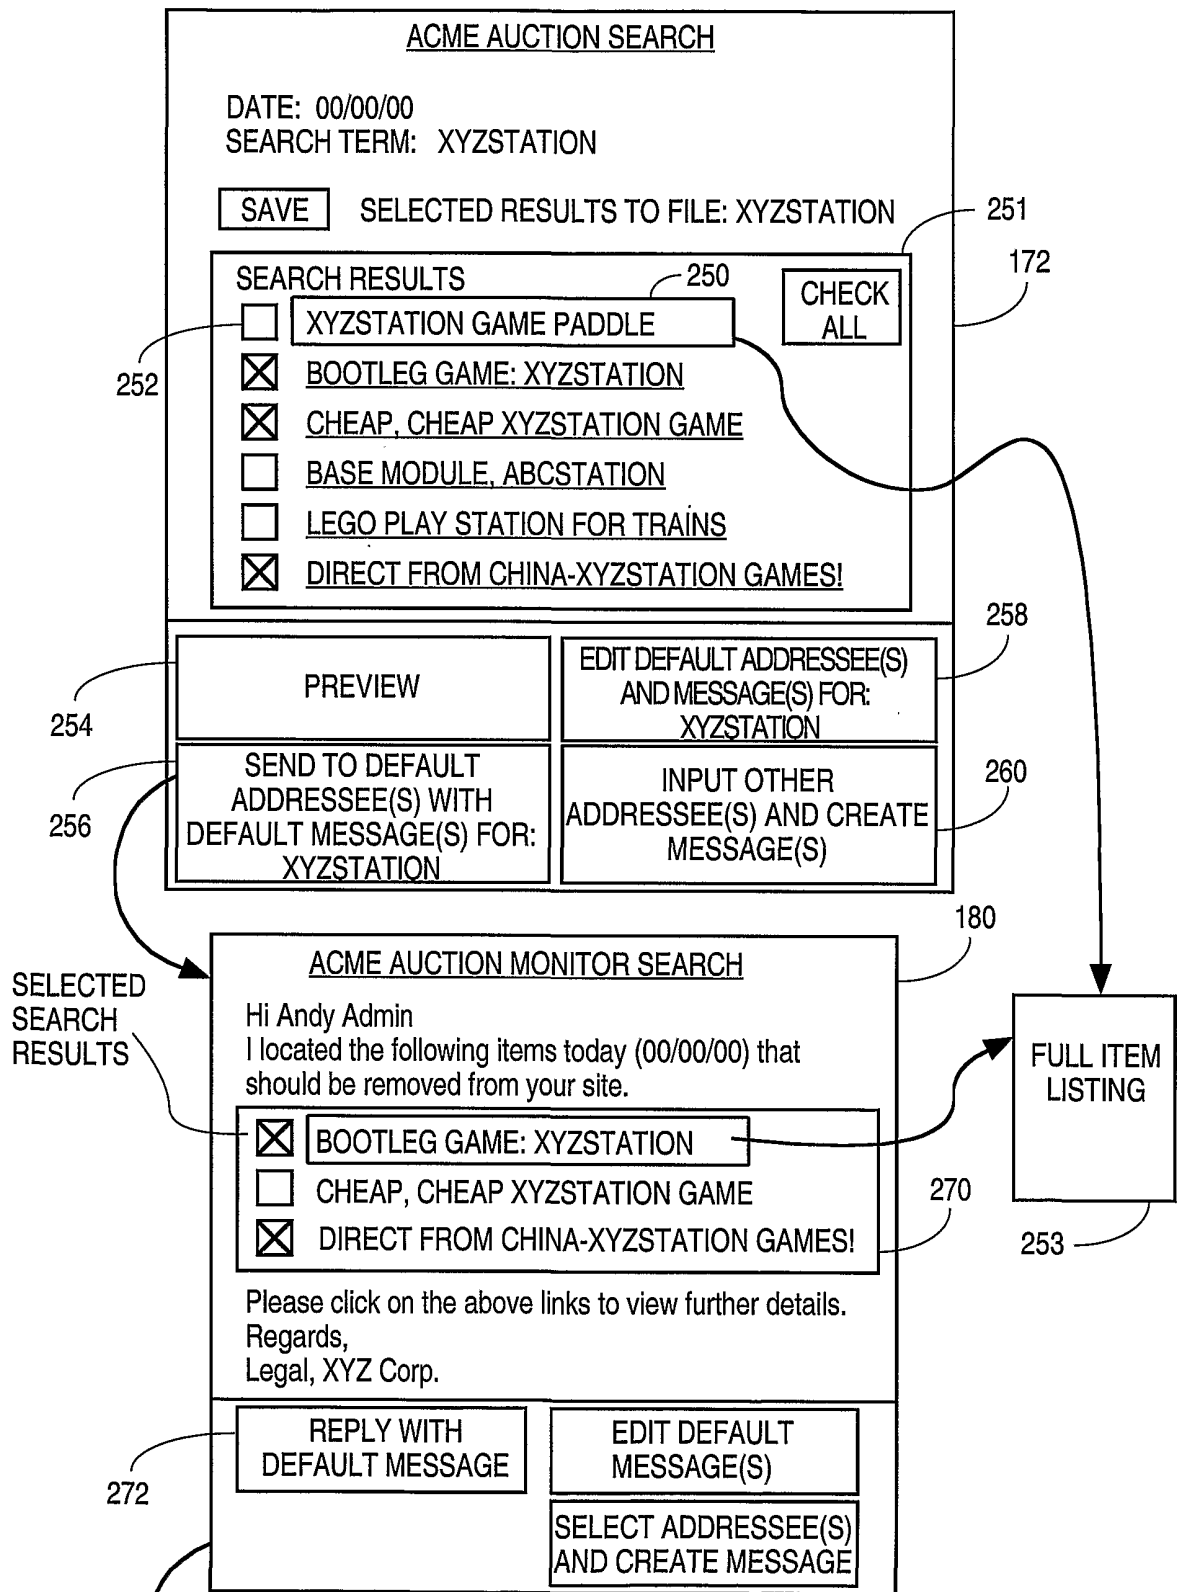 ACME AUCTION SEARCH
DATE: 00/00/00
SEARCH TERM: XYZSTATION
SAVE SELECTED RESULTS TO FILE: XYZSTATION
251
172
SEARCH RESULTS
250
CHECK
ALL
XYZSTATION GAME PADDLE
252
BOOTLEG GAME: XYZSTATION
CHEAP, CHEAP XYZSTATION GAME
BASE MODULE, ABCSTATION
LEGO PLAY STATION FOR TRAINS
DIRECT FROM CHINA-XYZSTATION GAMES!
258
PREVIEW
254
EDIT DEFAULT ADDRESSEE(S)
AND MESSAGE(S) FOR:
XYZSTATION
SEND TO DEFAULT
ADDRESSEE(S) WITH
DEFAULT MESSAGE(S) FOR:
XYZSTATION
256
INPUT OTHER
ADDRESSEE(S) AND CREATE
MESSAGE(S)
260
180
ACME AUCTION MONITOR SEARCH
SELECTED
SEARCH
RESULTS
Hi Andy Admin
I located the following items today (00/00/00) that
should be removed from your site.
FULL ITEM
LISTING
BOOTLEG GAME: XYZSTATION
CHEAP, CHEAP XYZSTATION GAME
270
DIRECT FROM CHINA-XYZSTATION GAMES!
253
Please click on the above links to view further details.
Regards,
Legal, XYZ Corp.
REPLY WITH
DEFAULT MESSAGE
272
EDIT DEFAULT
MESSAGE(S)
SELECT ADDRESSEE(S)
AND CREATE MESSAGE